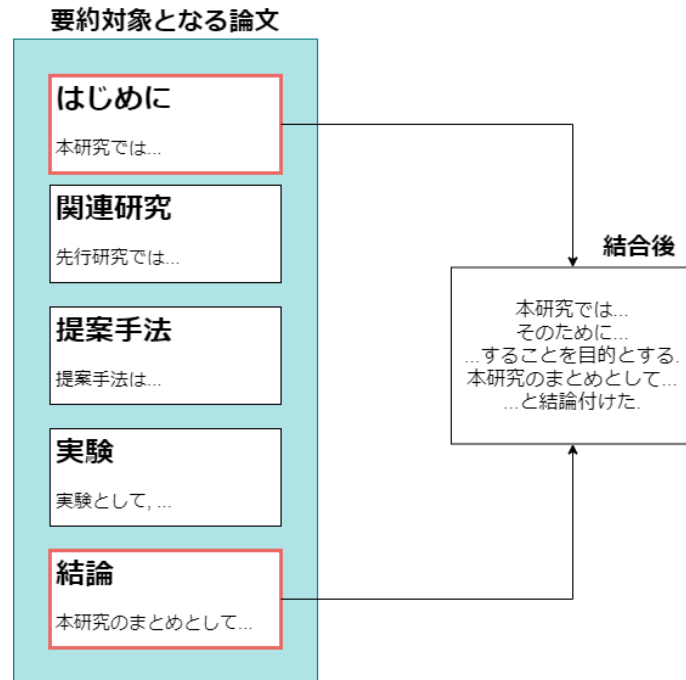 要約対象となる論文
はじめに
本研究では...
関連研究
先行研究では...
提案手法
提案手法は...
実験
実験として, ...
結論
本研究のまとめとして...
結合後
本研究では...
そのために...
...することを目的とする.
本研究のまとめとして...
...と結論付けた.